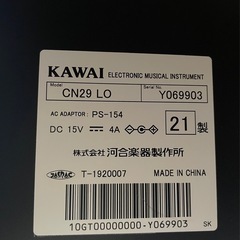 KAWAI ELECTRONIC MUSICAL INSTRUMENT
Model CN29 LO
Serial No. Y069903
AC ADAPTOR: PS-154
DC 15V ⎓ 4A
21 製
株式会社 河合楽器製作所
JASRAC T-1920007
MADE IN CHINA
10GT00000000-Y069903
SK